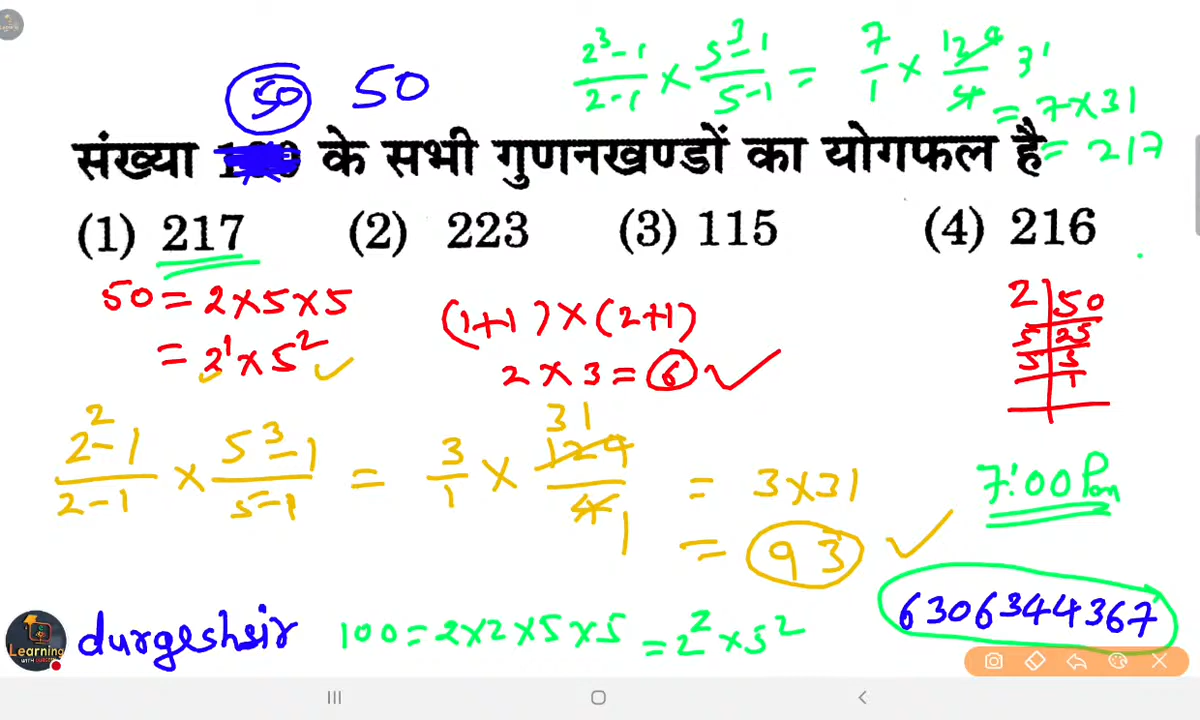 2³-1/2-1 × 5³-1/5-1 = 7/1 × 124/4 31
= 7×31
= 217
50 50
संख्या के सभी गुणनखण्डों का योगफल है
(1) 217 (2) 223 (3) 115 (4) 216
50 = 2×5×5
= 2¹×5²
(1+1)×(2+1)
2×3=6
2 50
5 25
5 5
1
2²-1/2-1 × 5³-1/5-1 = 3/1 × 124/4 31 1 = 3×31
= 93
7:00 Pm
6306344367
Learning
durgeshsir 100=2×2×5×5 = 2²×5²